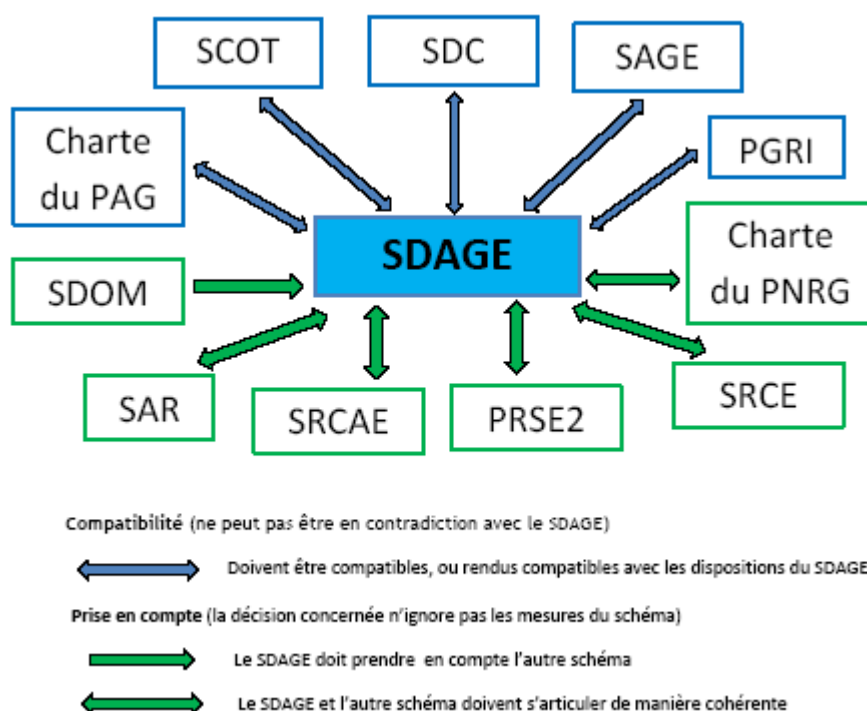 SCOT
SDC
SAGE
Charte
du PAG
PGRI
SDAGE
Charte
du PNRG
SDOM
SAR
SRCAE
PRSE2
SRCE
Compatibilité (ne peut pas être en contradiction avec le SDAGE)
Doivent être compatibles, ou rendus compatibles avec les dispositions du SDAGE
Prise en compte (la décision concernée n'ignore pas les mesures du schéma)
Le SDAGE doit prendre en compte l'autre schéma
Le SDAGE et l'autre schéma doivent s'articuler de manière cohérente